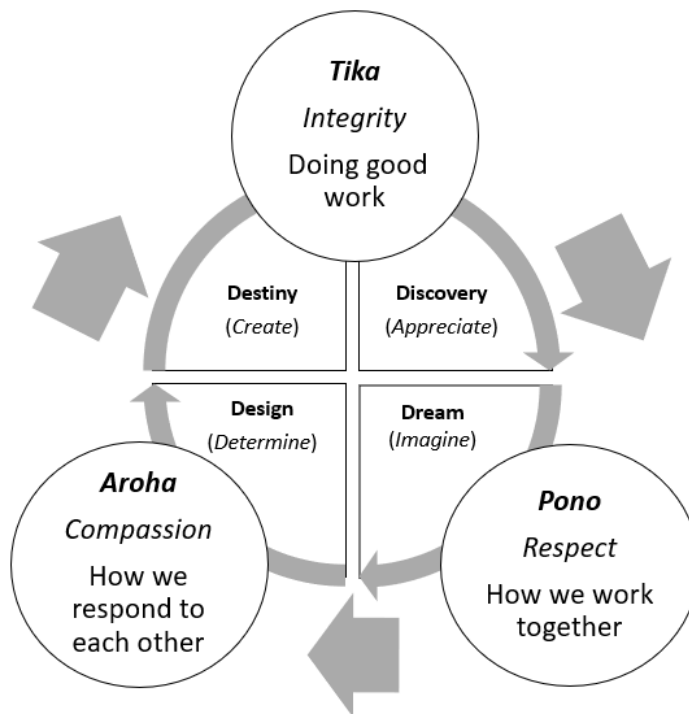 Tika
Integrity
Doing good
work
Destiny
(Create)
Discovery
(Appreciate)
Design
(Determine)
Dream
(Imagine)
Aroha
Compassion
How we
respond to
each other
Pono
Respect
How we work
together